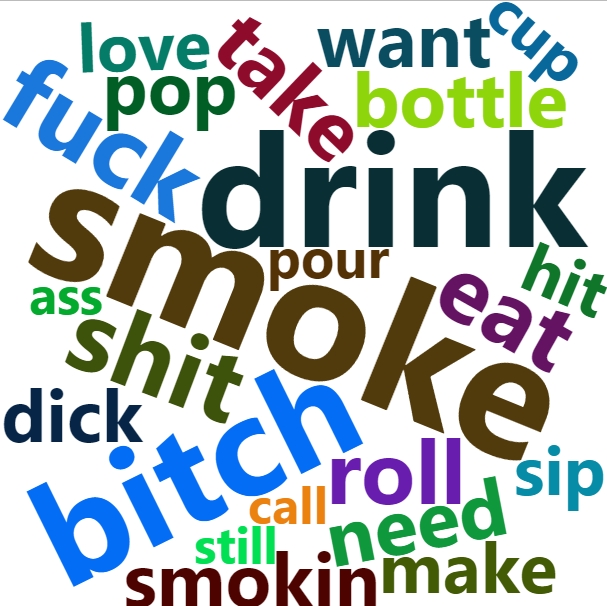 love
take
want
cup
pop
bottle
fuck
drink
smoke
pour
hit
eat
ass
shit
dick
bitch
roll
sip
call
need
still
smokin
make